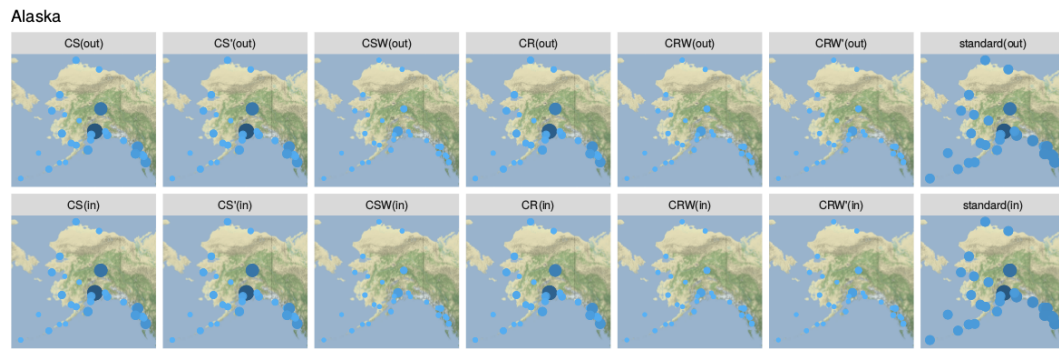 Alaska
CS(out) CS'(out) CSW(out) CR(out) CRW(out) CRW'(out) standard(out)
CS(in) CS'(in) CSW(in) CR(in) CRW(in) CRW'(in) standard(in)